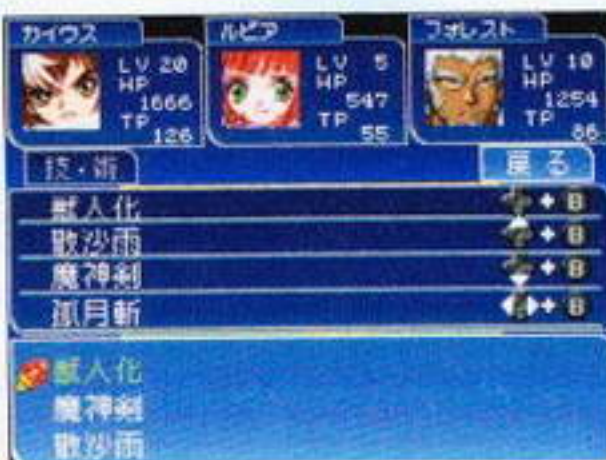 カイウス
LV 20
HP
1666
TP
126
ルビア
LV 5
HP
547
TP
55
フォレスト
LV 10
HP
1254
TP
86
技・術
戻る
獣人化 + B
散沙雨 + B
魔神剣 + B
孤月斬 + B
獣人化
魔神剣
散沙雨